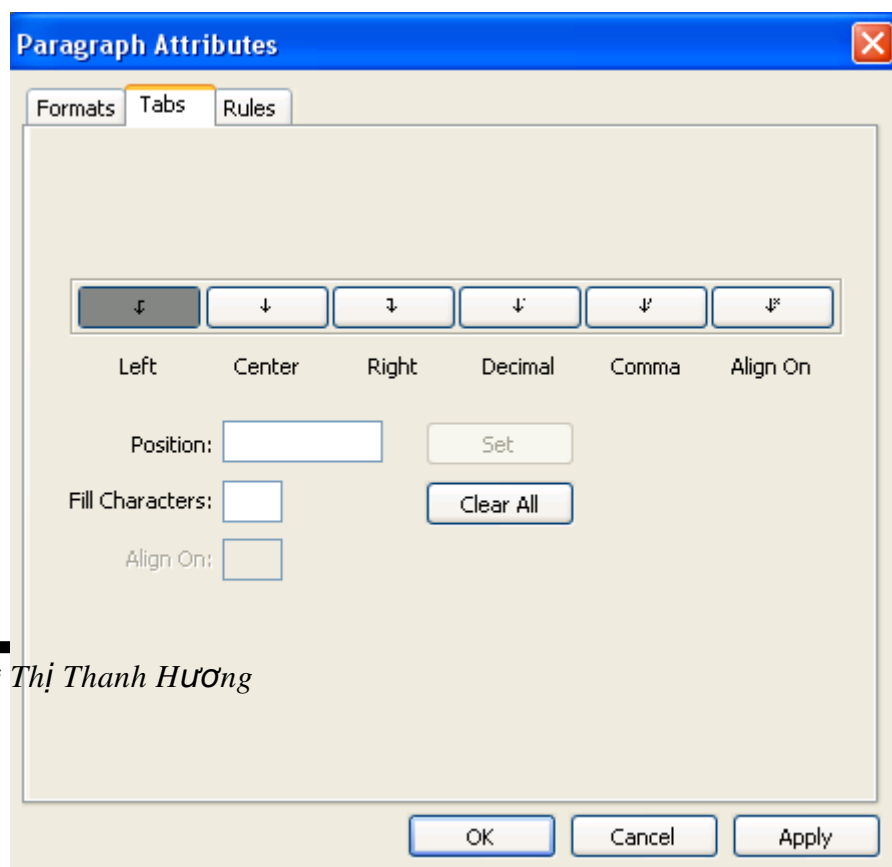 Paragraph Attributes
Formats Tabs Rules
Left Center Right Decimal Comma Align On
Position: Set
Fill Characters: Clear All
Align On:
Thị Thanh Hương
OK Cancel Apply